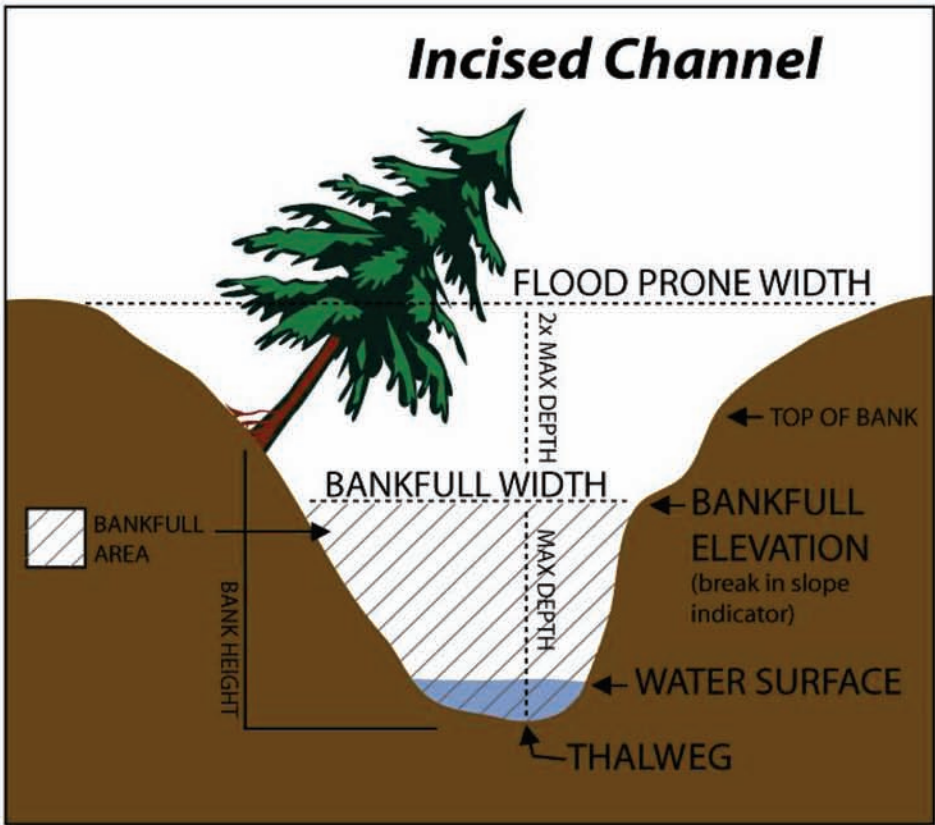 Incised Channel
FLOOD PRONE WIDTH
2x MAX DEPTH
TOP OF BANK
BANKFULL WIDTH
BANKFULL
ELEVATION
(break in slope
indicator)
BANKFULL
AREA
MAX DEPTH
BANK HEIGHT
WATER SURFACE
THALWEG